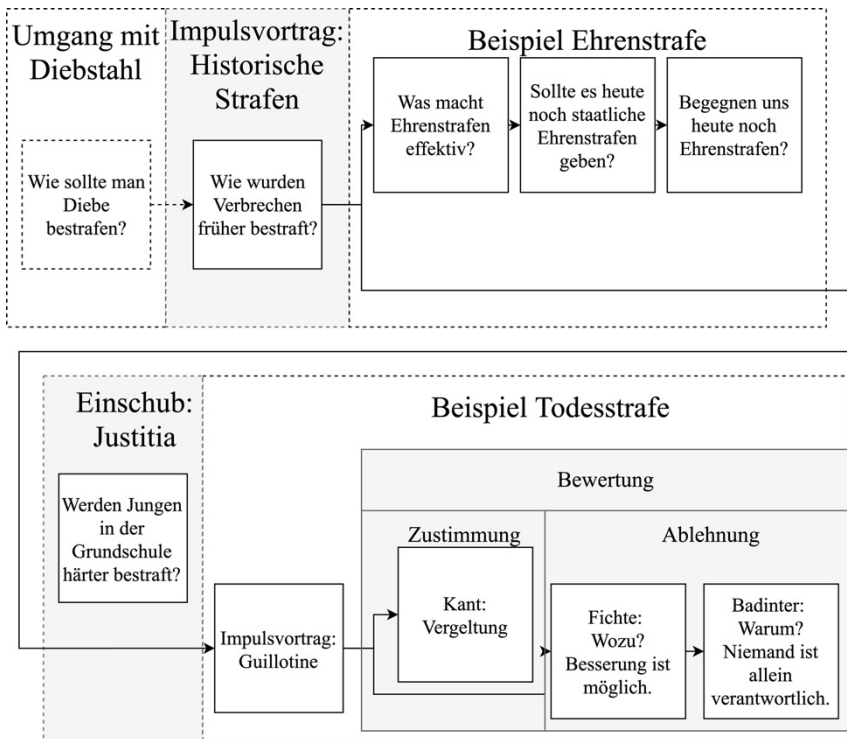 Umgang mit
Diebstahl
Impulsvortrag:
Historische
Strafen
Beispiel Ehrenstrafe
Wie sollte man
Diebe
bestrafen?
Wie wurden
Verbrechen
früher bestraft?
Was macht
Ehrenstrafen
effektiv?
Sollte es heute
noch staatliche
Ehrenstrafen
geben?
Begegnen uns
heute noch
Ehrenstrafen?
Einschub:
Justitia
Beispiel Todesstrafe
Werden Jungen
in der
Grundschule
härter bestraft?
Impulsvortrag:
Guillotine
Bewertung
Zustimmung
Kant:
Vergeltung
Ablehnung
Fichte:
Wozu?
Besserung ist
möglich.
Badinter:
Warum?
Niemand ist
allein
verantwortlich.